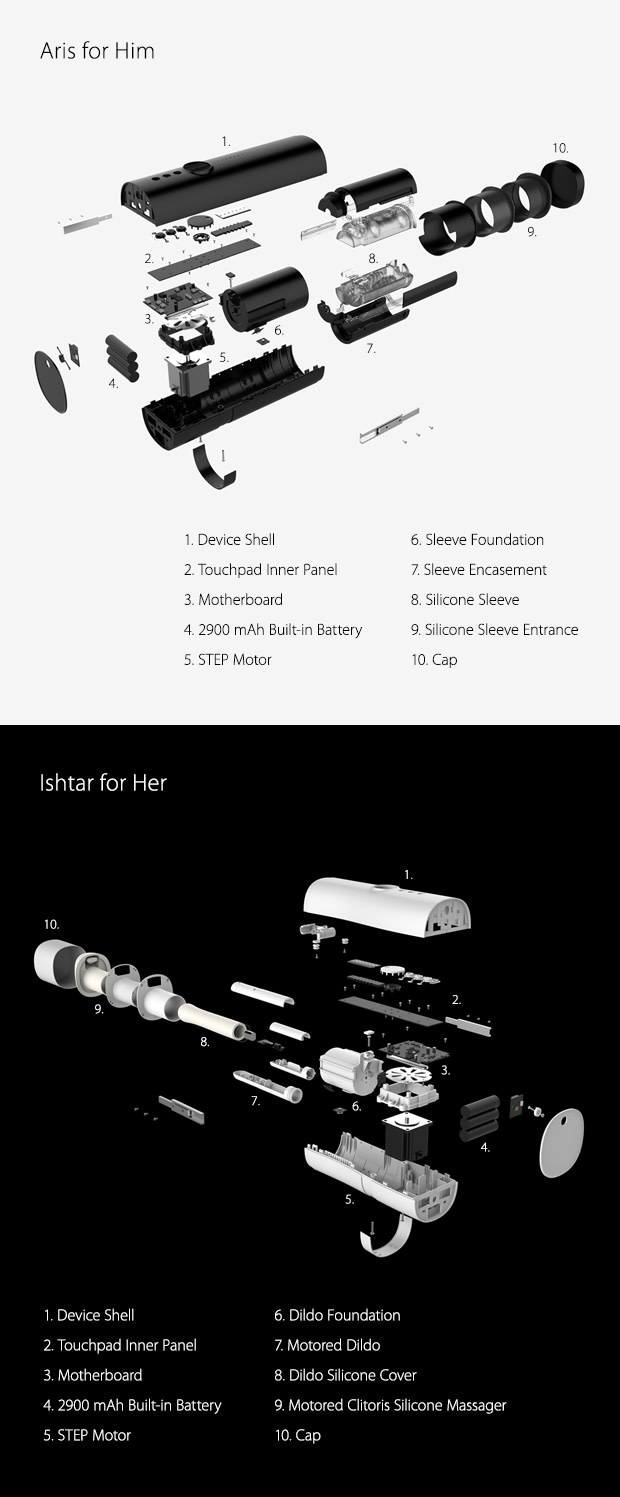 Aris for Him
1.
10.
9.
2.
8.
3.
6.
5.
7.
4.
1. Device Shell
6. Sleeve Foundation
2. Touchpad Inner Panel
7. Sleeve Encasement
3. Motherboard
8. Silicone Sleeve
4. 2900 mAh Built-in Battery
9. Silicone Sleeve Entrance
5. STEP Motor
10. Cap
Ishtar for Her
1.
10.
2.
9.
8.
3.
7.
6.
4.
5.
1. Device Shell
6. Dildo Foundation
2. Touchpad Inner Panel
7. Motored Dildo
3. Motherboard
8. Dildo Silicone Cover
4. 2900 mAh Built-in Battery
9. Motored Clitoris Silicone Massager
5. STEP Motor
10. Cap